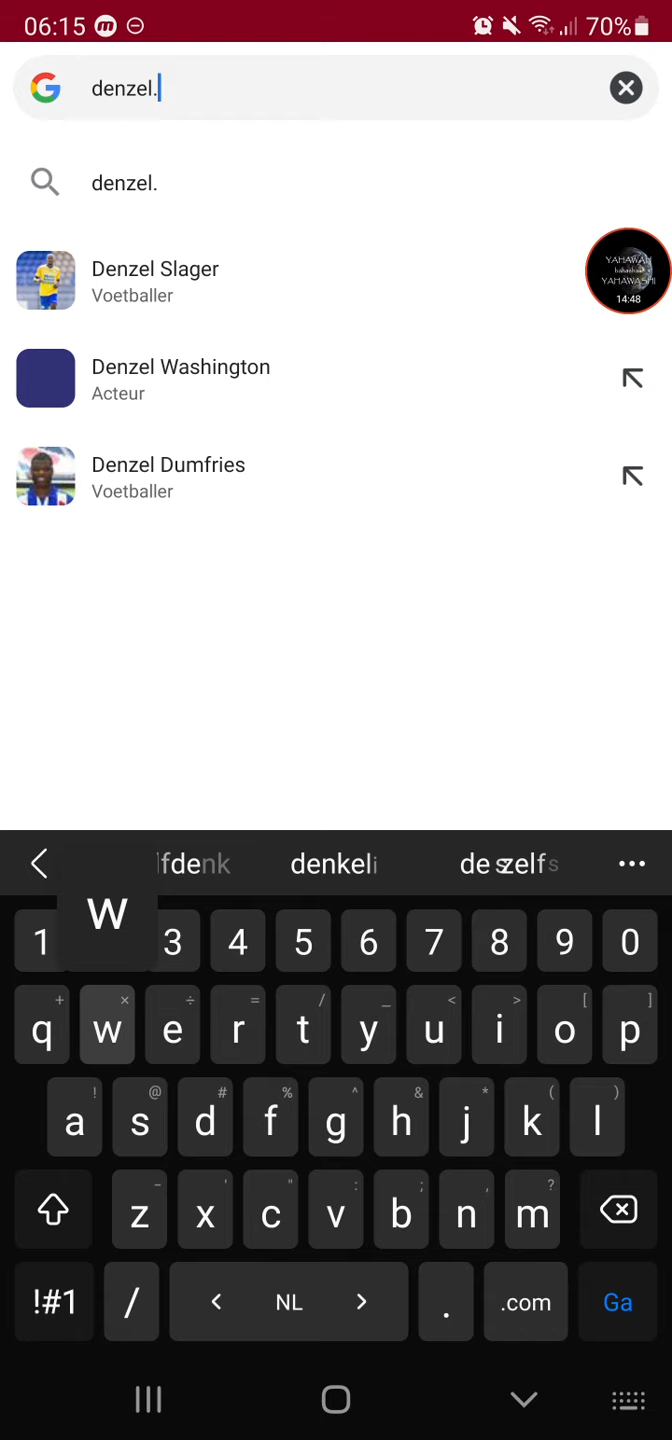 06:15 70%
denzel.
denzel.
Denzel Slager
Voetballer
YAHAWAH
YAHAWASHI
14:48
Denzel Washington
Acteur
Denzel Dumfries
Voetballer
denkeli
w
1 3 4 5 6 7 8 9 0
+ × ÷ = / _ < > [ ]
q w e r t y u i o p
! @ # % ^ & * ( )
a s d f g h j k l
- ' " : ; , ?
z x c v b n m
!#1 / < NL > . .com Ga